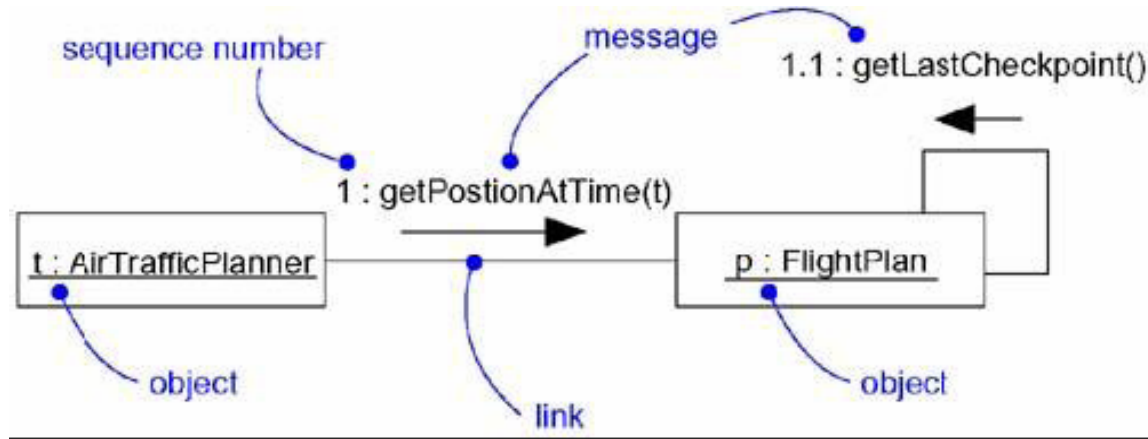 sequence number
message
1.1 : getLastCheckpoint()
1 : getPostionAtTime(t)
t : AirTrafficPlanner
p : FlightPlan
object
link
object